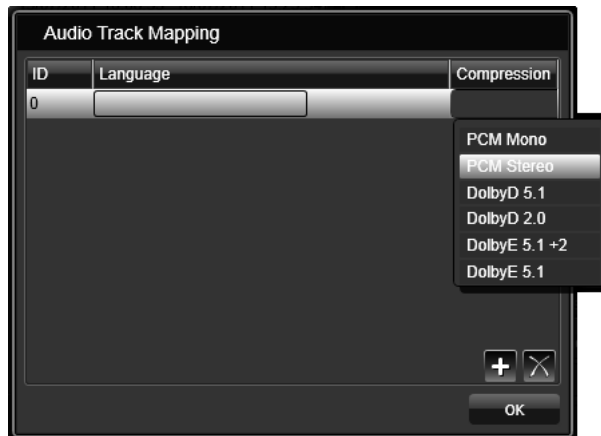 Audio Track Mapping
ID Language Compression
0
PCM Mono
PCM Stereo
DolbyD 5.1
DolbyD 2.0
DolbyE 5.1 +2
DolbyE 5.1
OK